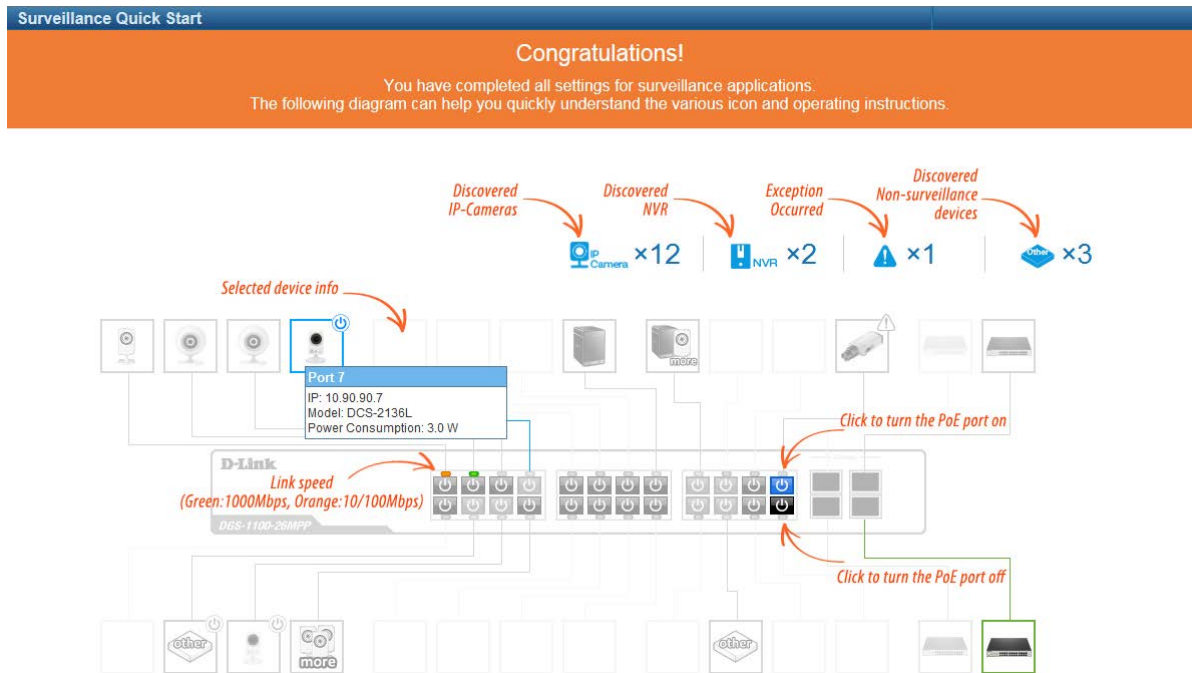 Surveillance Quick Start
Congratulations!
You have completed all settings for surveillance applications.
The following diagram can help you quickly understand the various icon and operating instructions.
Discovered
IP-Cameras
Discovered
NVR
Exception
Occurred
Discovered
Non-surveillance
devices
IP
Camera ×12
NVR ×2
×1
Other ×3
Selected device info
more
Port 7
IP: 10.90.90.7
Model: DCS-2136L
Power Consumption: 3.0 W
Click to turn the PoE port on
D-Link
Link speed
(Green:1000Mbps, Orange:10/100Mbps)
DGS-1100-26MPP
Click to turn the PoE port off
other
more
other